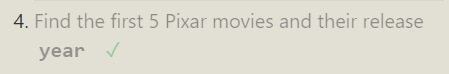 4. Find the first 5 Pixar movies and their release
year ✓